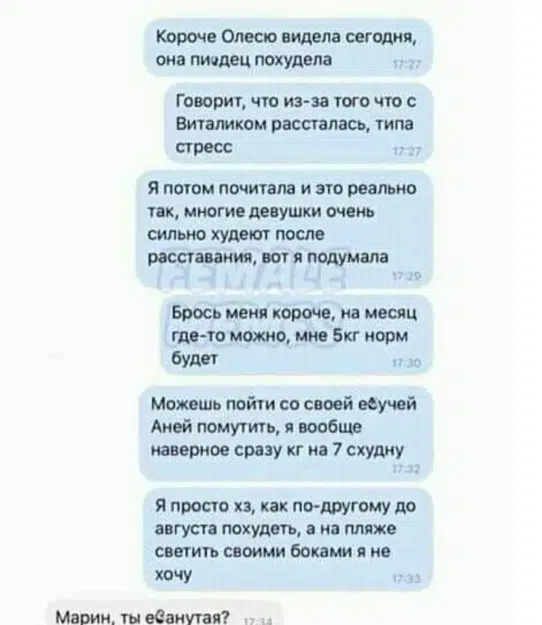 Короче Олесю видела сегодня,
она пиздец похудела 17:27
Говорит, что из-за того что с
Виталиком рассталась, типа
стресс 17:27
Я потом почитала и это реально
так, многие девушки очень
сильно худеют после
расставания, вот я подумала
17:29
FEMALE
MEMES
Брось меня короче, на месяц
где-то можно, мне 5кг норм
будет 17:30
Можешь пойти со своей ебучей
Аней помутить, я вообще
наверное сразу кг на 7 схудну
17:32
Я просто хз, как по-другому до
августа похудеть, а на пляже
светить своими боками я не
хочу 17:33
Марин, ты ебанутая? 17:34